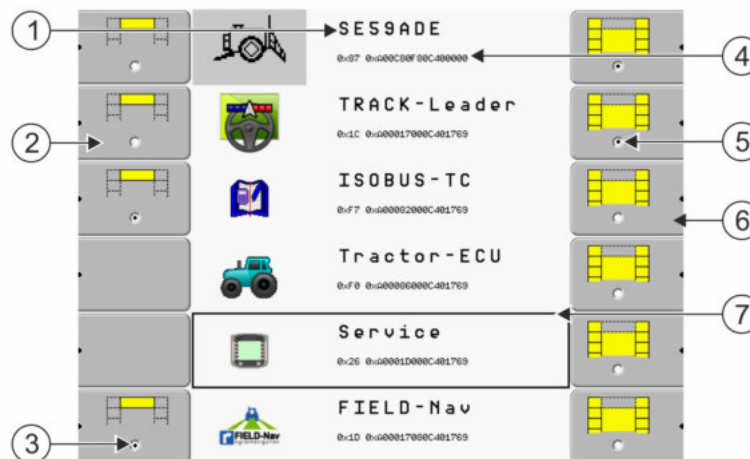 1
SE59ADE
0x87 0xA00C80F80C400000
4
TRACK-Leader
0x1C 0xA00017000C401769
2
5
ISOBUS-TC
0xF7 0xA00082000C401769
6
Tractor-ECU
0xF0 0xA00086000C401769
7
Service
0x26 0xA0001D000C401769
FIELD-Nav
0x1D 0xA00017080C401769
FIELD-Nav
3